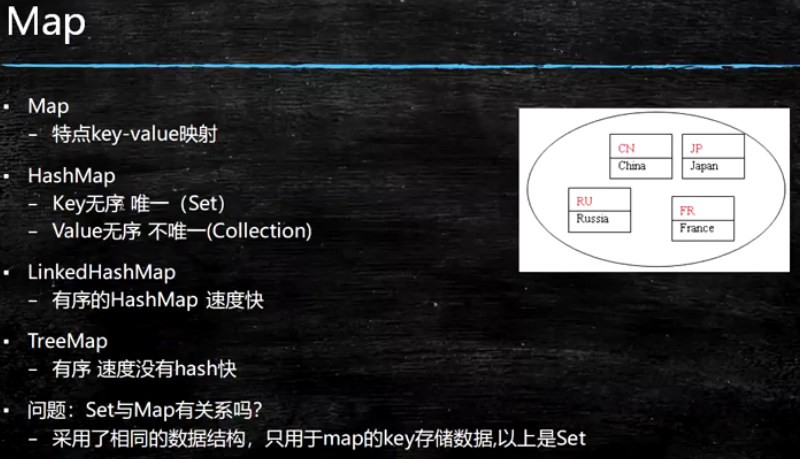 Map
▪ Map
– 特点key-value映射
▪ HashMap
– Key无序 唯一（Set）
– Value无序 不唯一(Collection)
▪ LinkedHashMap
– 有序的HashMap 速度快
▪ TreeMap
– 有序 速度没有hash快
▪ 问题：Set与Map有关系吗?
– 采用了相同的数据结构，只用于map的key存储数据,以上是Set
CN
China
JP
Japan
RU
Russia
FR
France